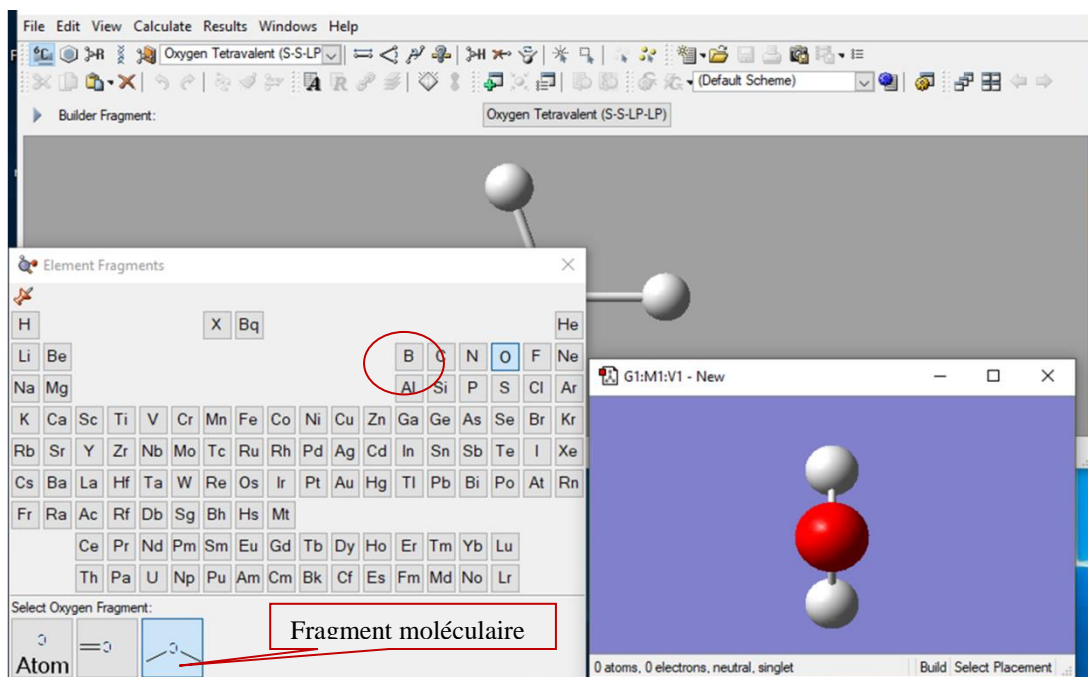 File Edit View Calculate Results Windows Help
Oxygen Tetravalent (S-S-LP
(Default Scheme)
Builder Fragment:
Oxygen Tetravalent (S-S-LP-LP)
Element Fragments
H X Bq He
Li Be B C N O F Ne
Na Mg Al Si P S Cl Ar
K Ca Sc Ti V Cr Mn Fe Co Ni Cu Zn Ga Ge As Se Br Kr
Rb Sr Y Zr Nb Mo Tc Ru Rh Pd Ag Cd In Sn Sb Te I Xe
Cs Ba La Hf Ta W Re Os Ir Pt Au Hg Tl Pb Bi Po At Rn
Fr Ra Ac Rf Db Sg Bh Hs Mt
Ce Pr Nd Pm Sm Eu Gd Tb Dy Ho Er Tm Yb Lu
Th Pa U Np Pu Am Cm Bk Cf Es Fm Md No Lr
Select Oxygen Fragment:
O
Atom
O
O
Fragment moléculaire
G1:M1:V1 - New
0 atoms, 0 electrons, neutral, singlet
Build Select Placement